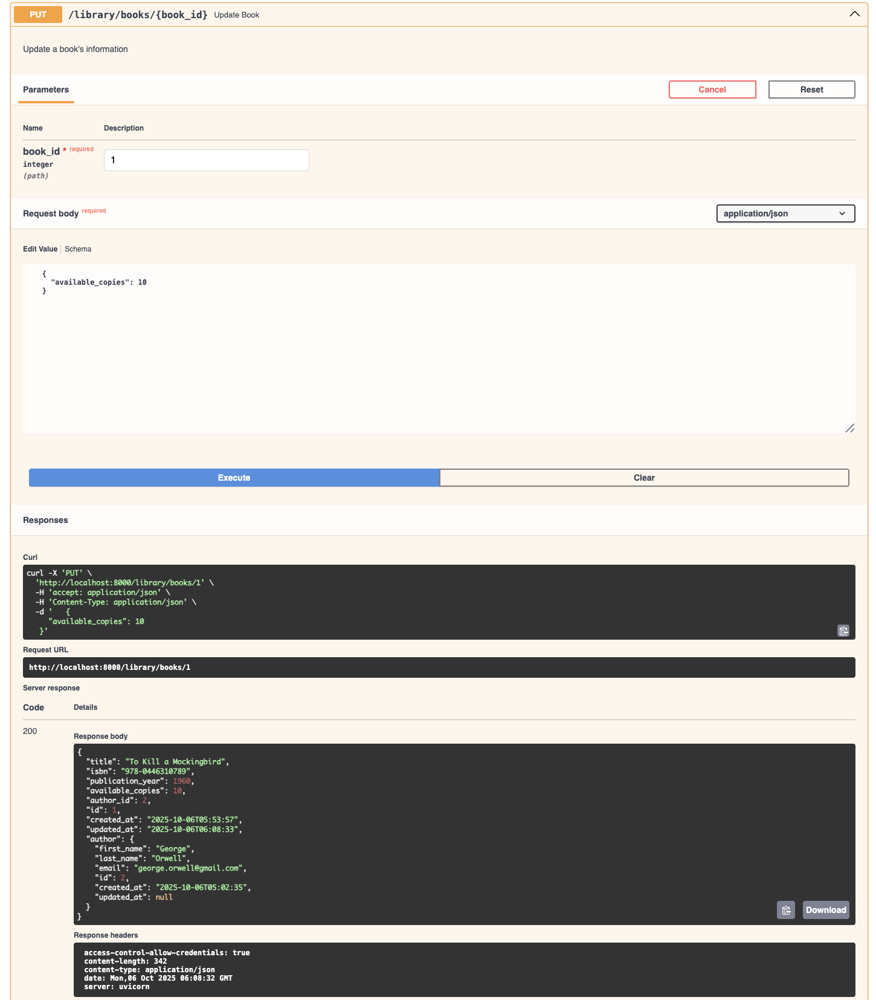 PUT /library/books/{book_id} Update Book
Update a book's information
Parameters
Cancel
Reset
Name Description
book_id * required
integer
(path)
1
Request body required
application/json
Edit Value | Schema
{
  "available_copies": 10
}
Execute
Clear
Responses
Curl
curl -X 'PUT' \
  'http://localhost:8000/library/books/1' \
  -H 'accept: application/json' \
  -H 'Content-Type: application/json' \
  -d '   {
     "available_copies": 10
   }'
Request URL
http://localhost:8000/library/books/1
Server response
Code Details
200
Response body
{
  "title": "To Kill a Mockingbird",
  "isbn": "978-0446310789",
  "publication_year": 1960,
  "available_copies": 10,
  "author_id": 2,
  "id": 1,
  "created_at": "2025-10-06T05:53:57",
  "updated_at": "2025-10-06T06:08:33",
  "author": {
    "first_name": "George",
    "last_name": "Orwell",
    "email": "george.orwell@gmail.com",
    "id": 2,
    "created_at": "2025-10-06T05:02:35",
    "updated_at": null
  }
}
Download
Response headers
access-control-allow-credentials: true
content-length: 342
content-type: application/json
date: Mon,06 Oct 2025 06:08:32 GMT
server: uvicorn